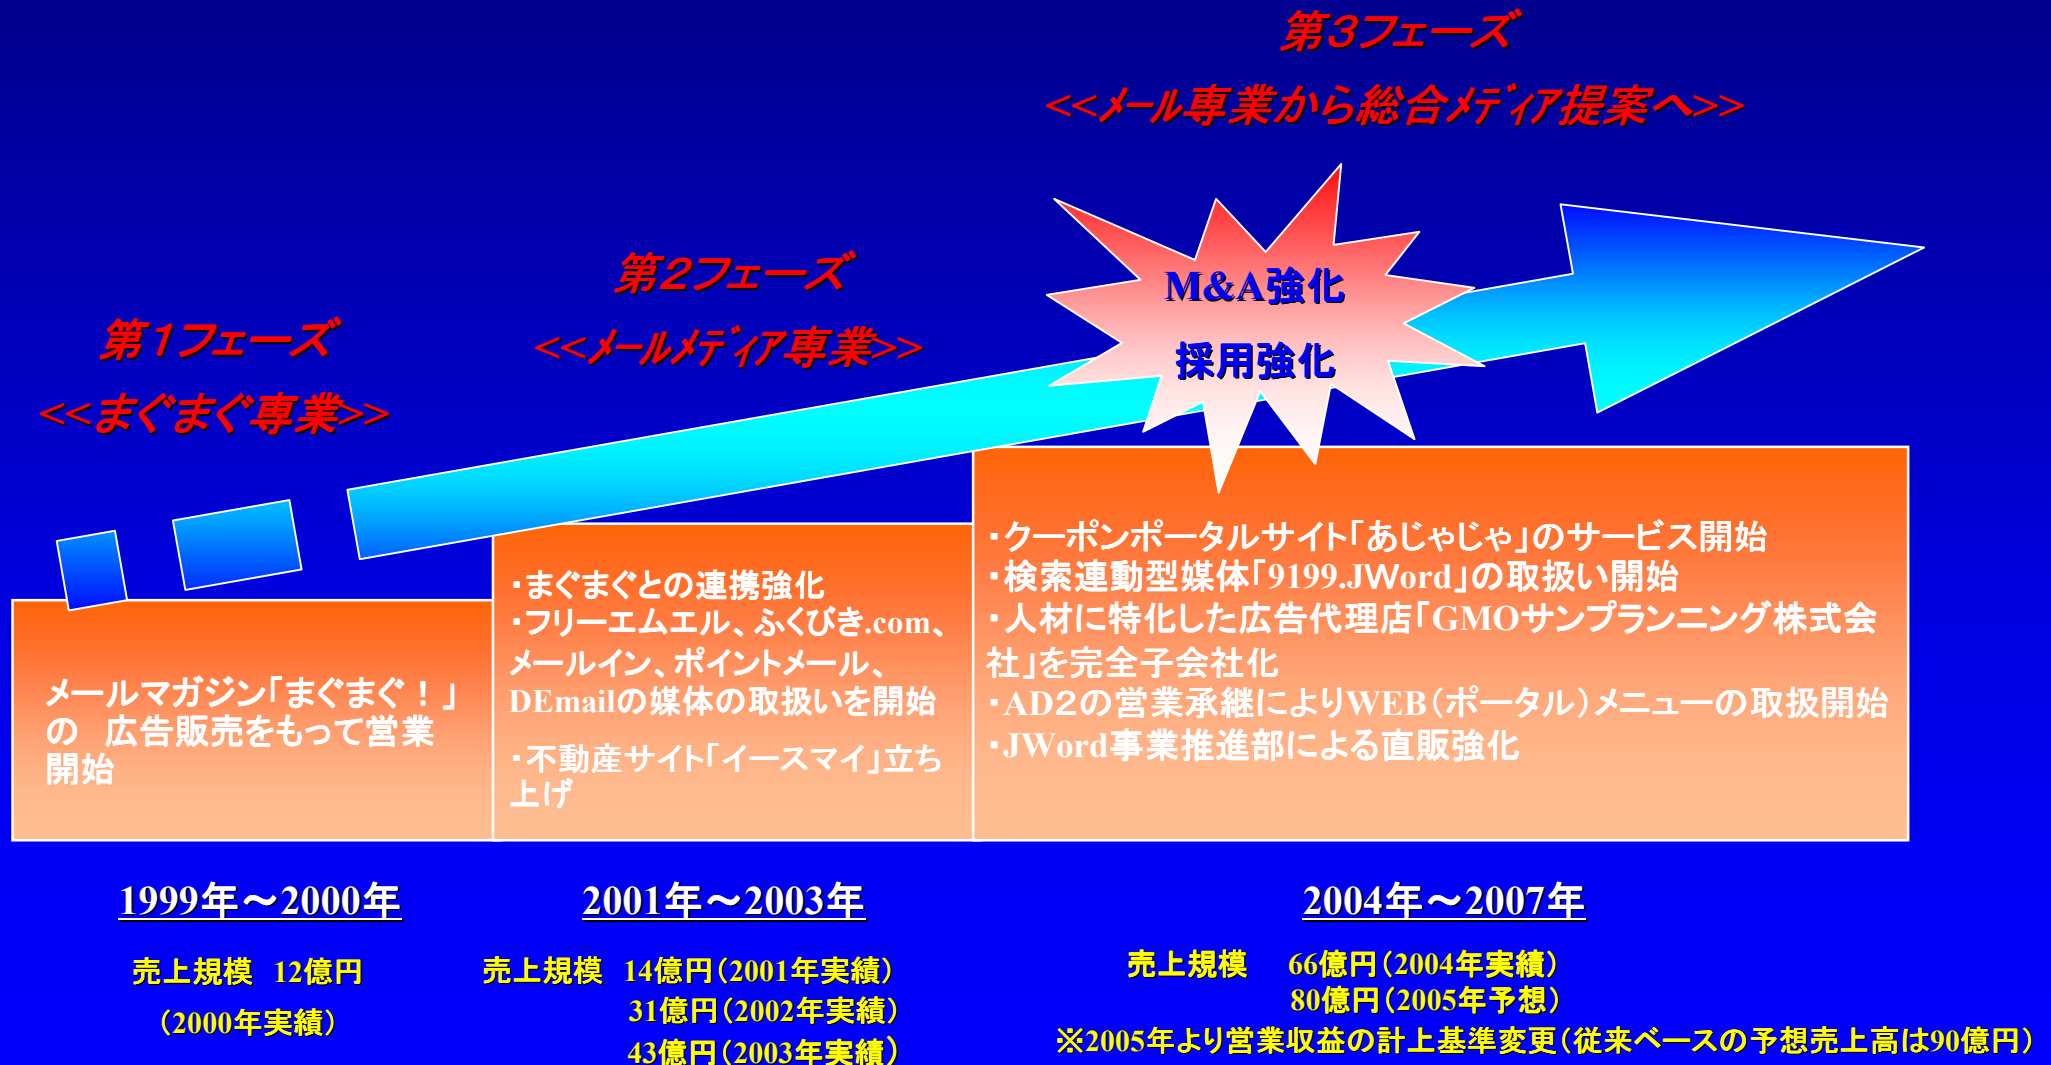 第３フェーズ
<<メール専業から総合メディア提案へ>>
M&A強化
採用強化
第２フェーズ
<<メールメディア専業>>
第１フェーズ
<<まぐまぐ専業>>
メールマガジン「まぐまぐ！」
の　広告販売をもって営業
開始
・まぐまぐとの連携強化
・フリーエムエル、ふくびき.com、
メールイン、ポイントメール、
DEmailの媒体の取扱いを開始
・不動産サイト「イースマイ」立ち
上げ
・クーポンポータルサイト「あじゃじゃ」のサービス開始
・検索連動型媒体「9199.JWord」の取扱い開始
・人材に特化した広告代理店「GMOサンプランニング株式会
社」を完全子会社化
・AD２の営業承継によりWEB（ポータル）メニューの取扱開始
・JWord事業推進部による直販強化
1999年～2000年
売上規模　12億円
（2000年実績）
2001年～2003年
売上規模　14億円（2001年実績）
31億円（2002年実績）
43億円（2003年実績）
2004年～2007年
売上規模　66億円（2004年実績）
80億円（2005年予想）
※2005年より営業収益の計上基準変更（従来ベースの予想売上高は90億円）